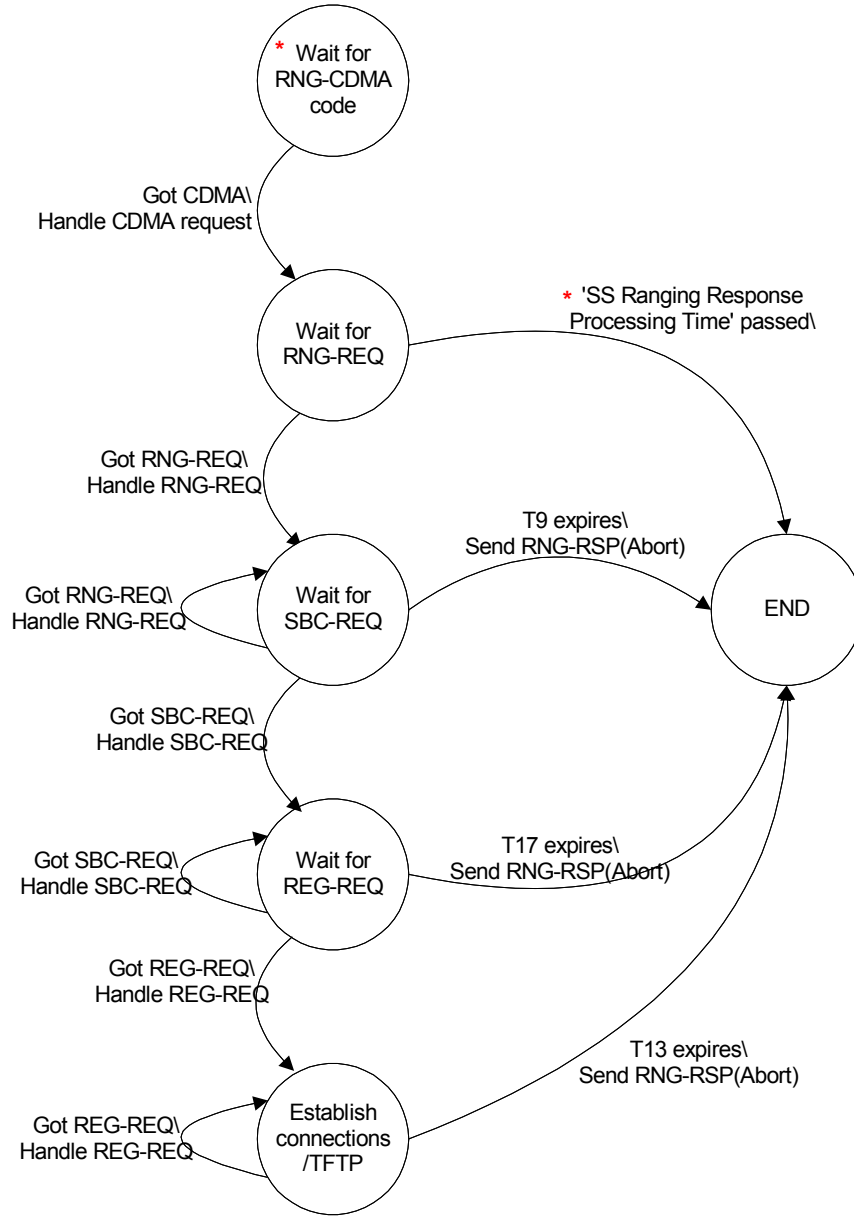 * Wait for
RNG-CDMA
code
Got CDMA\
Handle CDMA request
* 'SS Ranging Response
Processing Time' passed\
Wait for
RNG-REQ
Got RNG-REQ\
Handle RNG-REQ
T9 expires\
Send RNG-RSP(Abort)
Got RNG-REQ\
Handle RNG-REQ
Wait for
SBC-REQ
END
Got SBC-REQ\
Handle SBC-REQ
Got SBC-REQ\
Handle SBC-REQ
Wait for
REG-REQ
T17 expires\
Send RNG-RSP(Abort)
Got REG-REQ\
Handle REG-REQ
T13 expires\
Send RNG-RSP(Abort)
Got REG-REQ\
Handle REG-REQ
Establish
connections
/TFTP